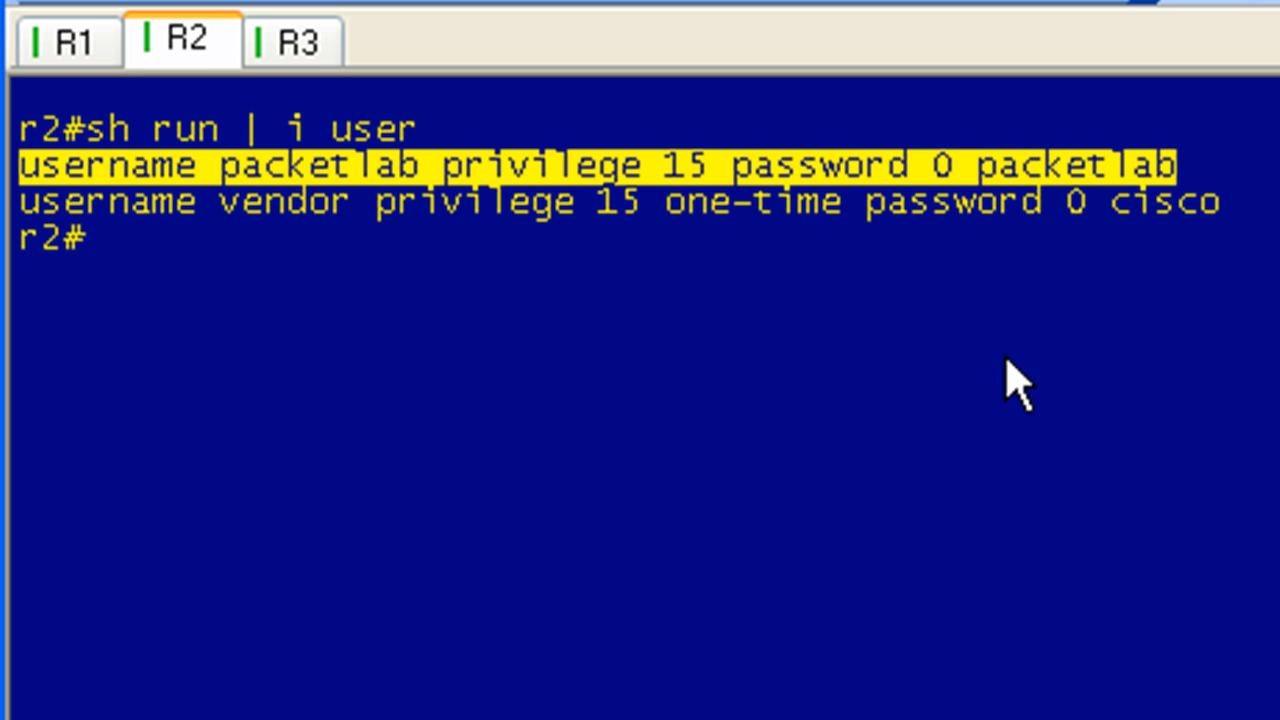 R1 R2 R3
r2#sh run | i user
username packetlab privilege 15 password 0 packetlab
username vendor privilege 15 one-time password 0 cisco
r2#